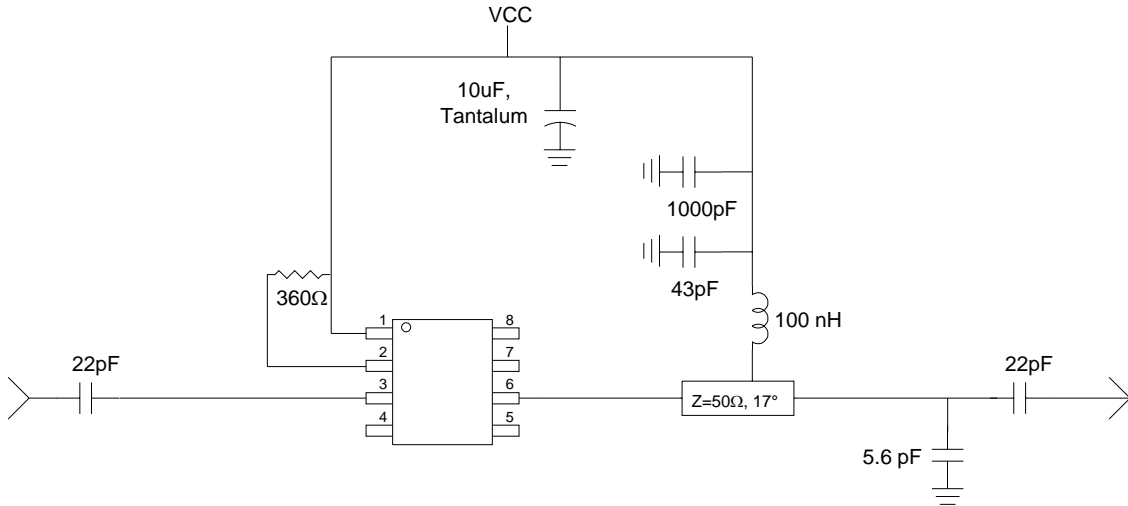 VCC
10uF,
Tantalum
1000pF
43pF
360Ω
100 nH
1
8
2
7
3
6
4
5
22pF
Z=50Ω, 17°
22pF
5.6 pF